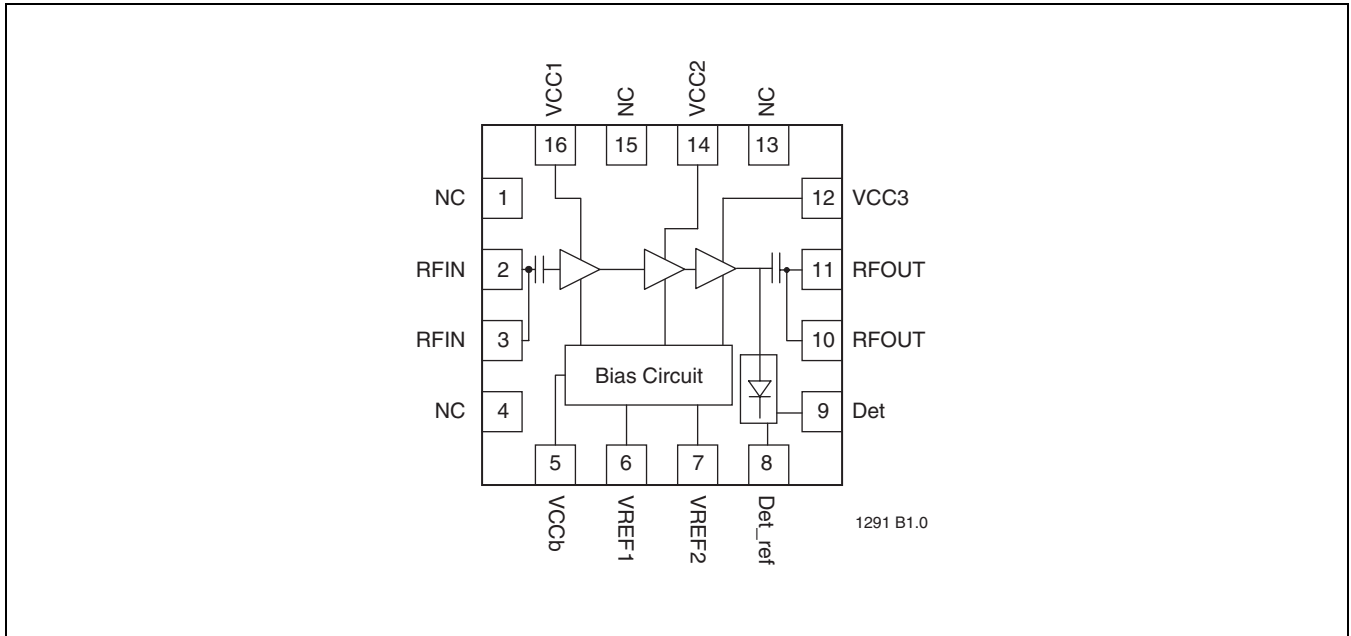 VCC1
NC
VCC2
NC
16
15
14
13
NC 1
12 VCC3
RFIN 2
11 RFOUT
RFIN 3
10 RFOUT
Bias Circuit
NC 4
9 Det
5
6
7
8
VCCb
VREF1
VREF2
Det_ref
1291 B1.0